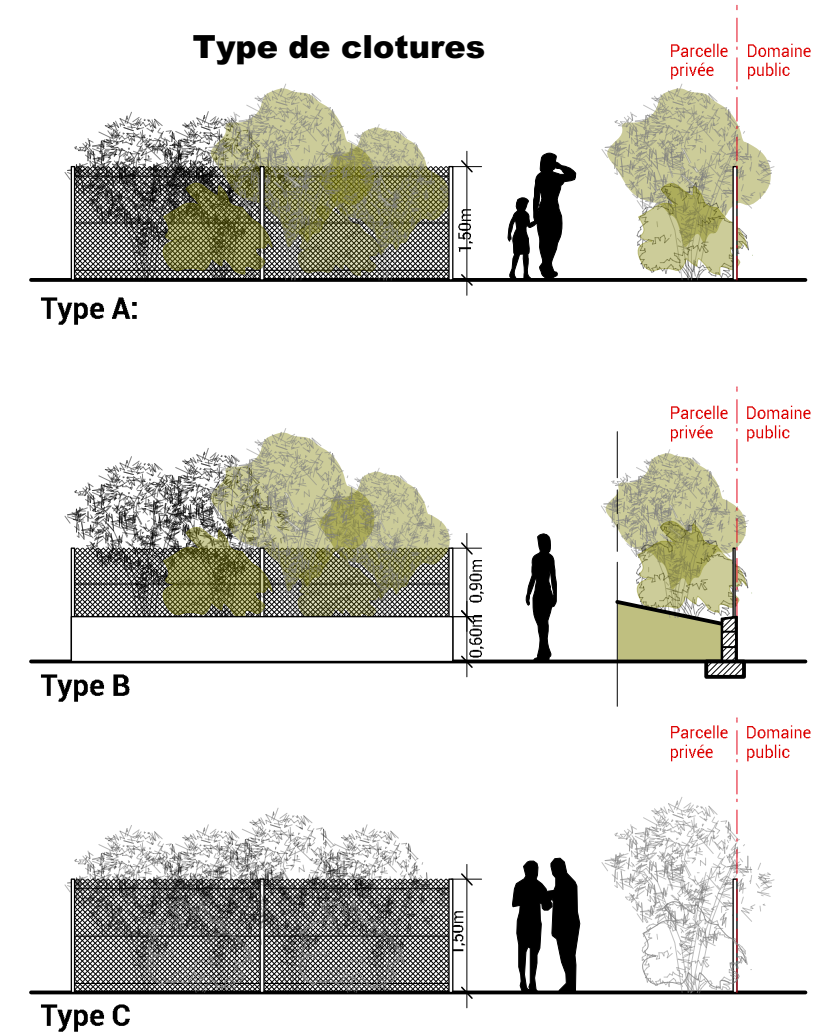 Type de clotures
Parcelle
privée
Domaine
public
1,50m
Type A:
Parcelle
privée
Domaine
public
0,90m
0,60m
Type B
Parcelle
privée
Domaine
public
1,50m
Type C